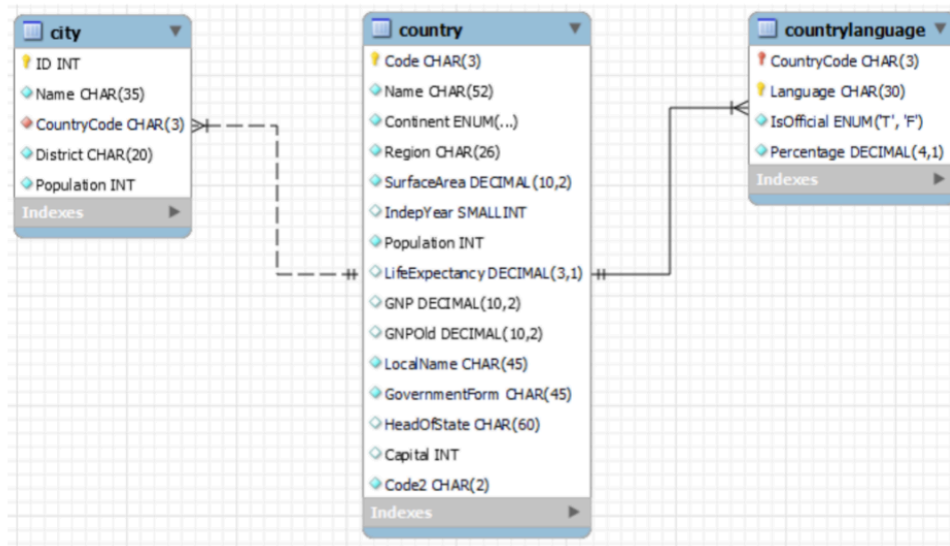 city
ID INT
Name CHAR(35)
CountryCode CHAR(3)
District CHAR(20)
Population INT
Indexes
country
Code CHAR(3)
Name CHAR(52)
Continent ENUM(...)
Region CHAR(26)
SurfaceArea DECIMAL(10,2)
IndepYear SMALLINT
Population INT
LifeExpectancy DECIMAL(3,1)
GNP DECIMAL(10,2)
GNPOld DECIMAL(10,2)
LocalName CHAR(45)
GovernmentForm CHAR(45)
HeadOfState CHAR(60)
Capital INT
Code2 CHAR(2)
Indexes
countrylanguage
CountryCode CHAR(3)
Language CHAR(30)
IsOfficial ENUM('T', 'F')
Percentage DECIMAL(4,1)
Indexes